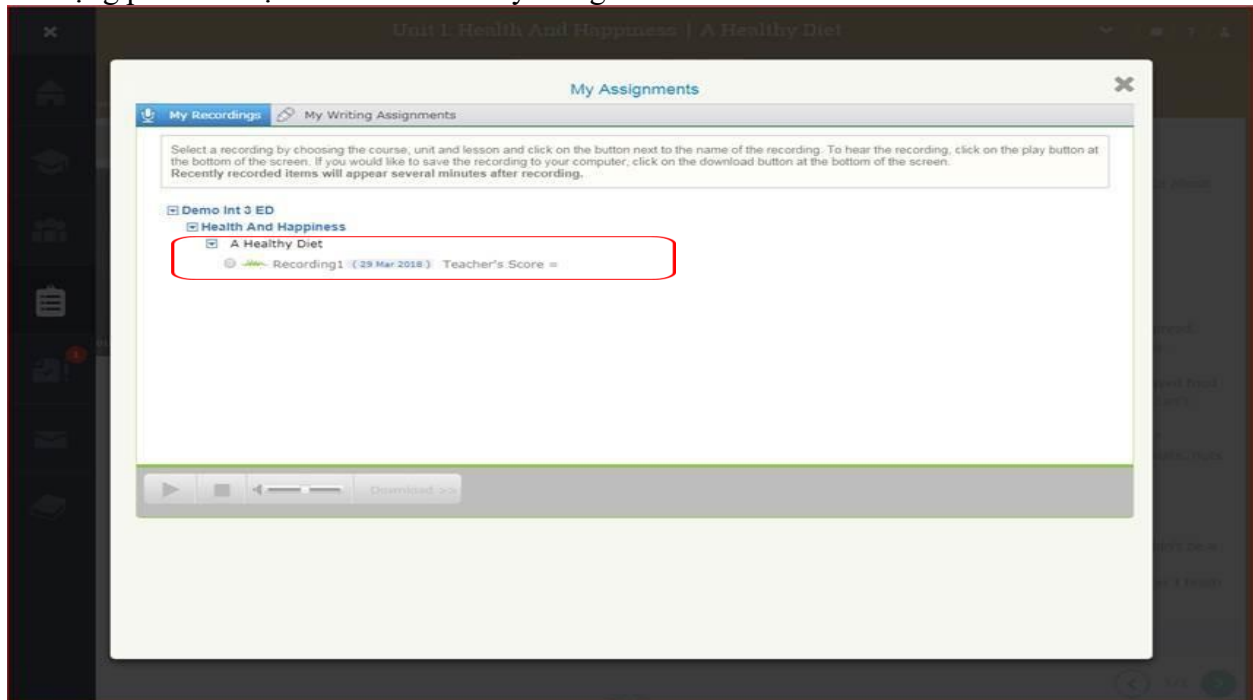 Unit 1: Health And Happiness | A Healthy Diet
My Assignments
My Recordings My Writing Assignments
Select a recording by choosing the course, unit and lesson and click on the button next to the name of the recording. To hear the recording, click on the play button at
the bottom of the screen. If you would like to save the recording to your computer, click on the download button at the bottom of the screen.
Recently recorded items will appear several minutes after recording.
Demo Int 3 ED
Health And Happiness
A Healthy Diet
Recording1 (29 Mar 2018) Teacher's Score =
Download >>